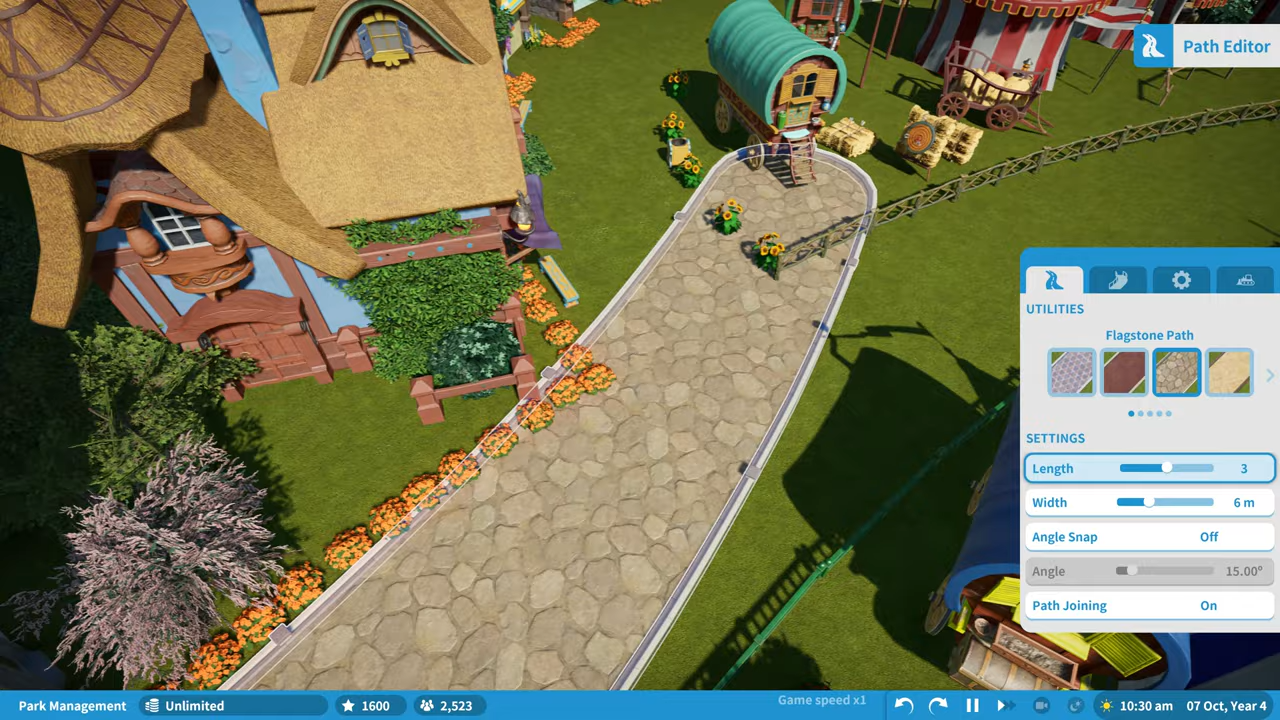 Path Editor
UTILITIES
Flagstone Path
SETTINGS
Length 3
Width 6 m
Angle Snap Off
Angle 15.00°
Path Joining On
Park Management Unlimited 1600 2,523 Game speed x1 10:30 am 07 Oct, Year 4